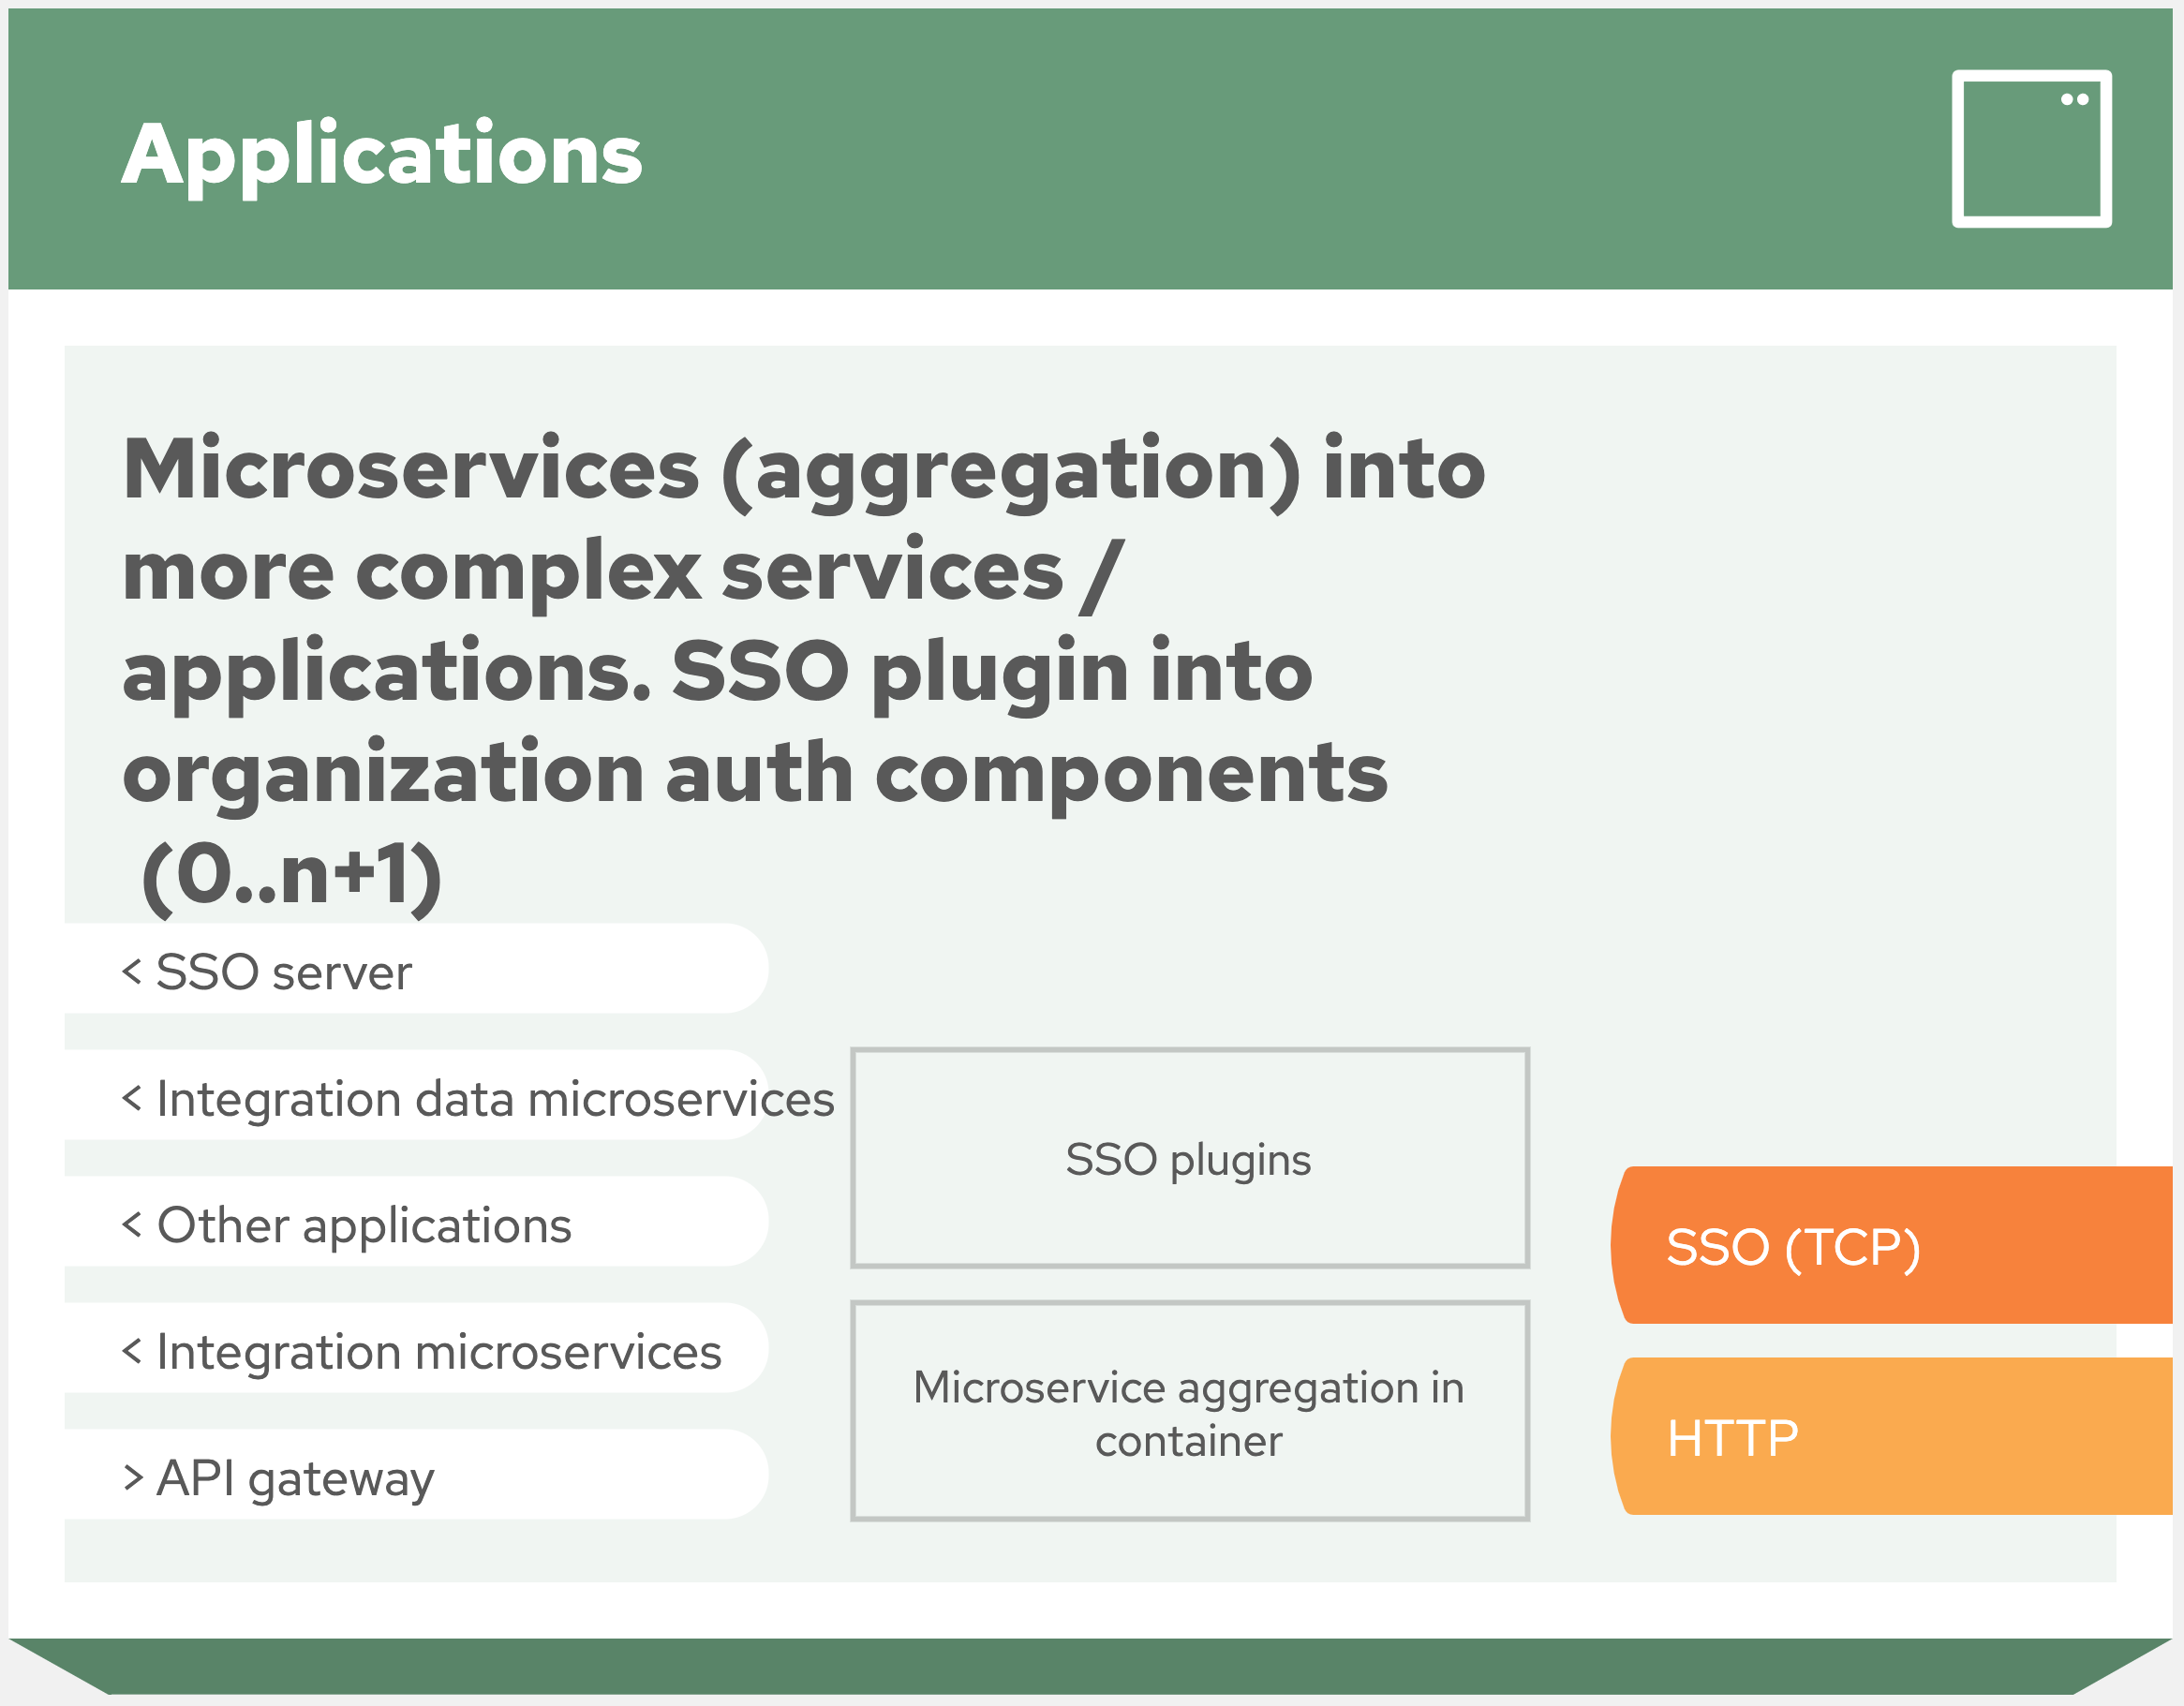 Applications
Microservices (aggregation) into
more complex services /
applications. SSO plugin into
organization auth components
(0..n+1)
< SSO server
< Integration data microservices
< Other applications
< Integration microservices
> API gateway
SSO plugins
Microservice aggregation in
container
SSO (TCP)
HTTP